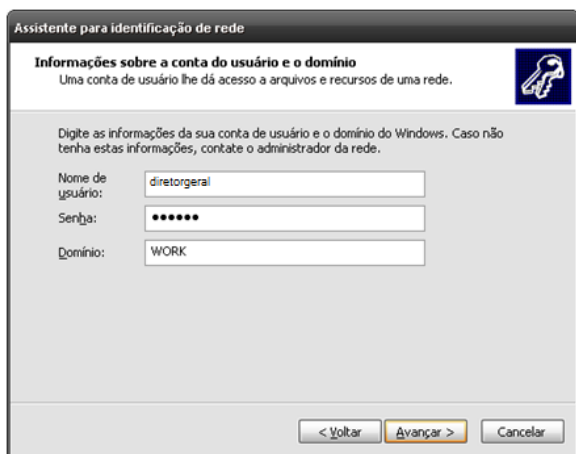 Assistente para identificação de rede
Informações sobre a conta do usuário e o domínio
Uma conta de usuário lhe dá acesso a arquivos e recursos de uma rede.
Digite as informações da sua conta de usuário e o domínio do Windows. Caso não
tenha estas informações, contate o administrador da rede.
Nome de
usuário:
diretorgeral
Senha:
●●●●●●
Domínio:
WORK
< Voltar
Avançar >
Cancelar